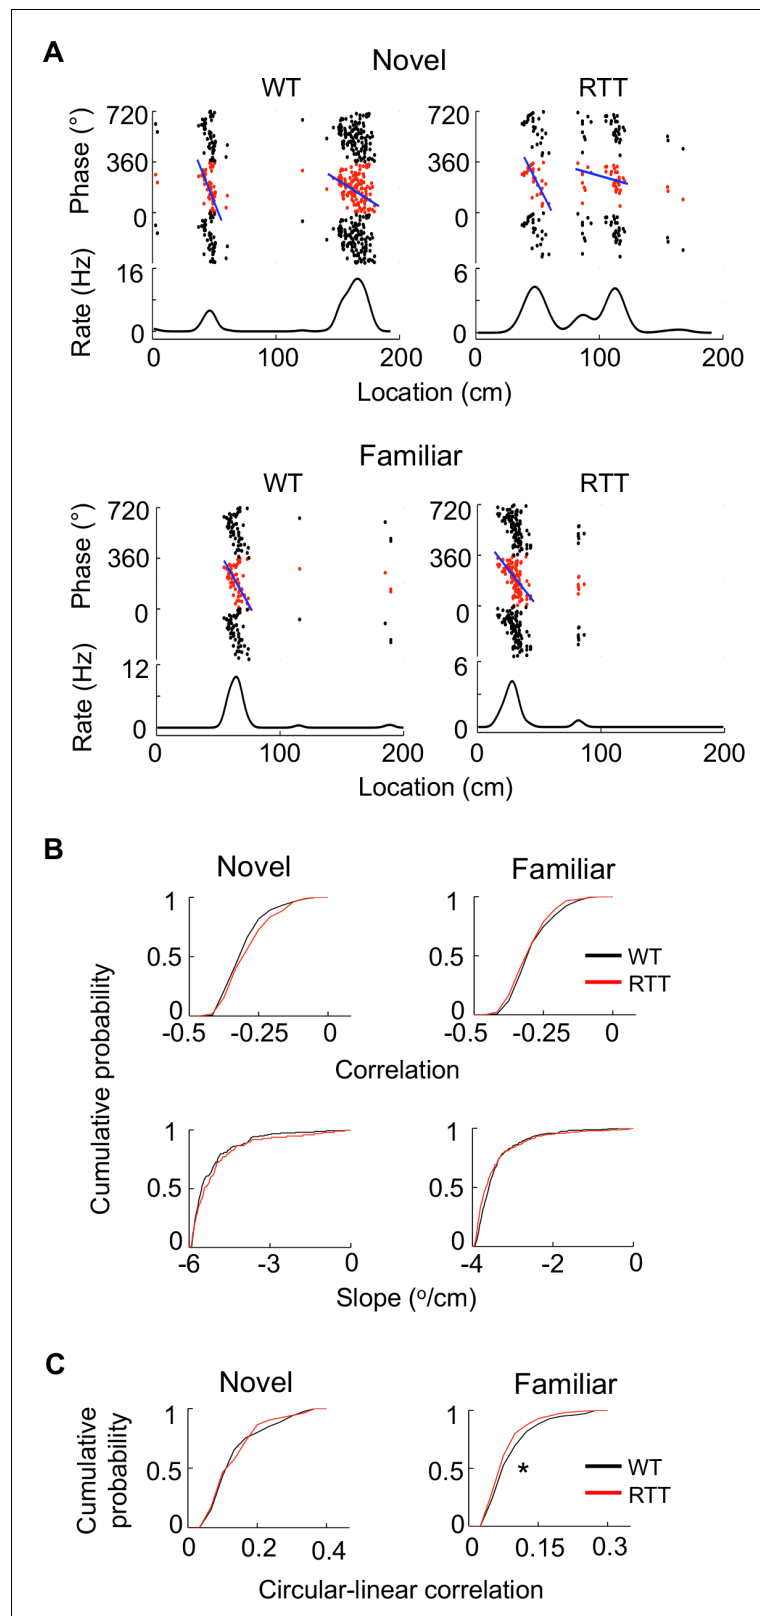 A
Novel
WT
RTT
Phase (°)
720
360
0
720
360
0
Rate (Hz)
16
0
6
0
0
100
200
0
100
200
Location (cm)
Familiar
WT
RTT
Phase (°)
720
360
0
720
360
0
Rate (Hz)
12
0
6
0
0
100
200
0
100
200
Location (cm)
B
Novel
Familiar
Cumulative probability
1
0.5
0
-0.5
-0.25
0
1
0.5
0
-0.5
-0.25
0
WT
RTT
Correlation
1
0.5
0
-6
-3
0
1
0.5
0
-4
-2
0
Slope (°/cm)
C
Novel
Familiar
Cumulative
probability
1
0.5
0
0
0.2
0.4
1
0.5
0
0
0.15
0.3
*
WT
RTT
Circular-linear correlation